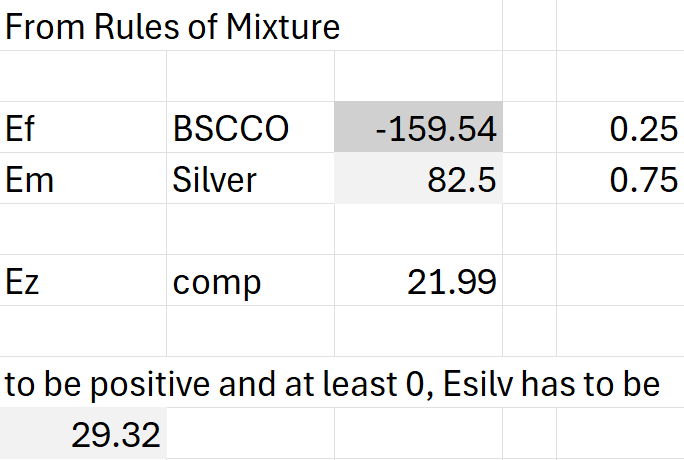 From Rules of Mixture
Ef BSCCO -159.54 0.25
Em Silver 82.5 0.75
Ez comp 21.99
to be positive and at least 0, Esilv has to be
29.32